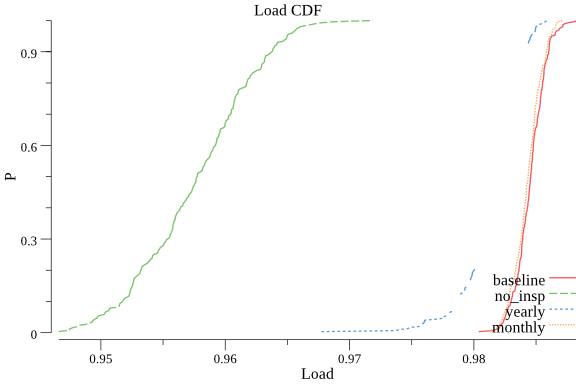 Load CDF
0.9
0.6
0.3
0
P
0.95
0.96
0.97
0.98
Load
baseline
no_insp
yearly
monthly